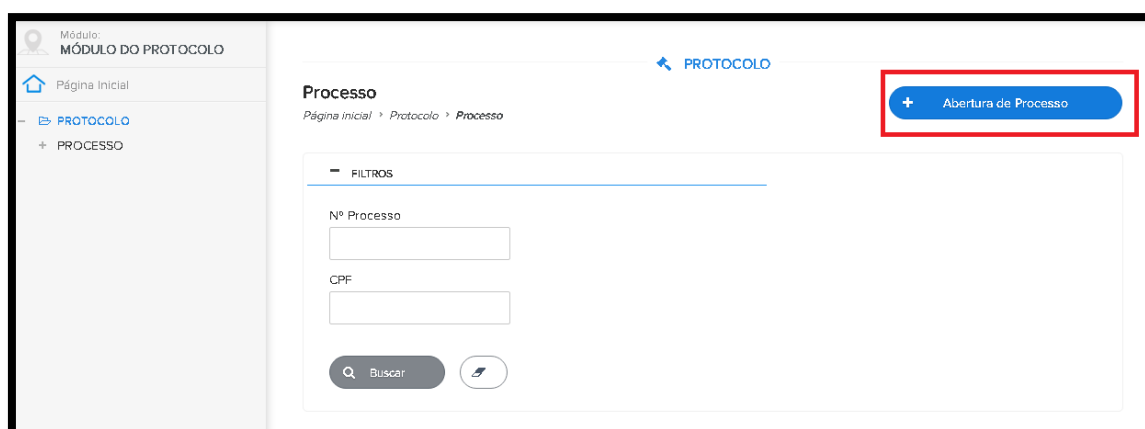 Módulo:
MÓDULO DO PROTOCOLO
Página Inicial
PROTOCOLO
PROCESSO
PROTOCOLO
Processo
Página inicial > Protocolo > Processo
+ Abertura de Processo
FILTROS
Nº Processo
CPF
Buscar